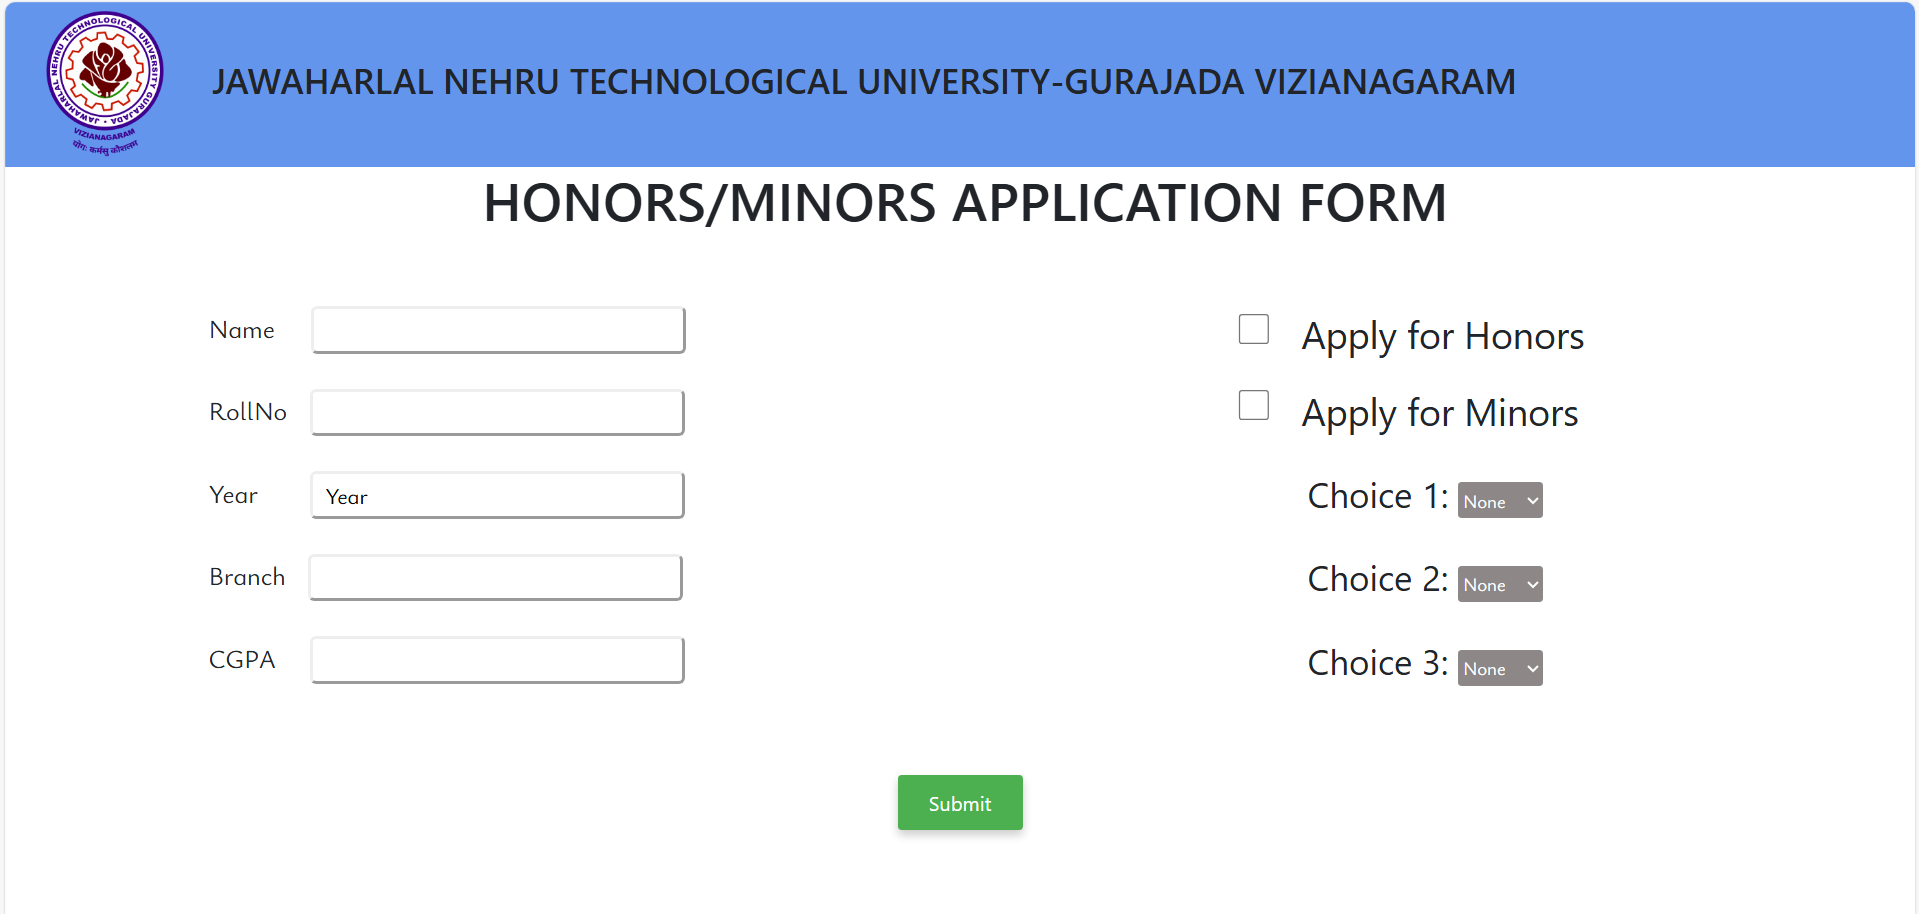 JAWAHARLAL NEHRU TECHNOLOGICAL UNIVERSITY GURAJADA
VIZIANAGARAM
योगः कर्मसु कौशलम
JAWAHARLAL NEHRU TECHNOLOGICAL UNIVERSITY-GURAJADA VIZIANAGARAM
HONORS/MINORS APPLICATION FORM
Name
RollNo
Year Year
Branch
CGPA
Apply for Honors
Apply for Minors
Choice 1: None
Choice 2: None
Choice 3: None
Submit